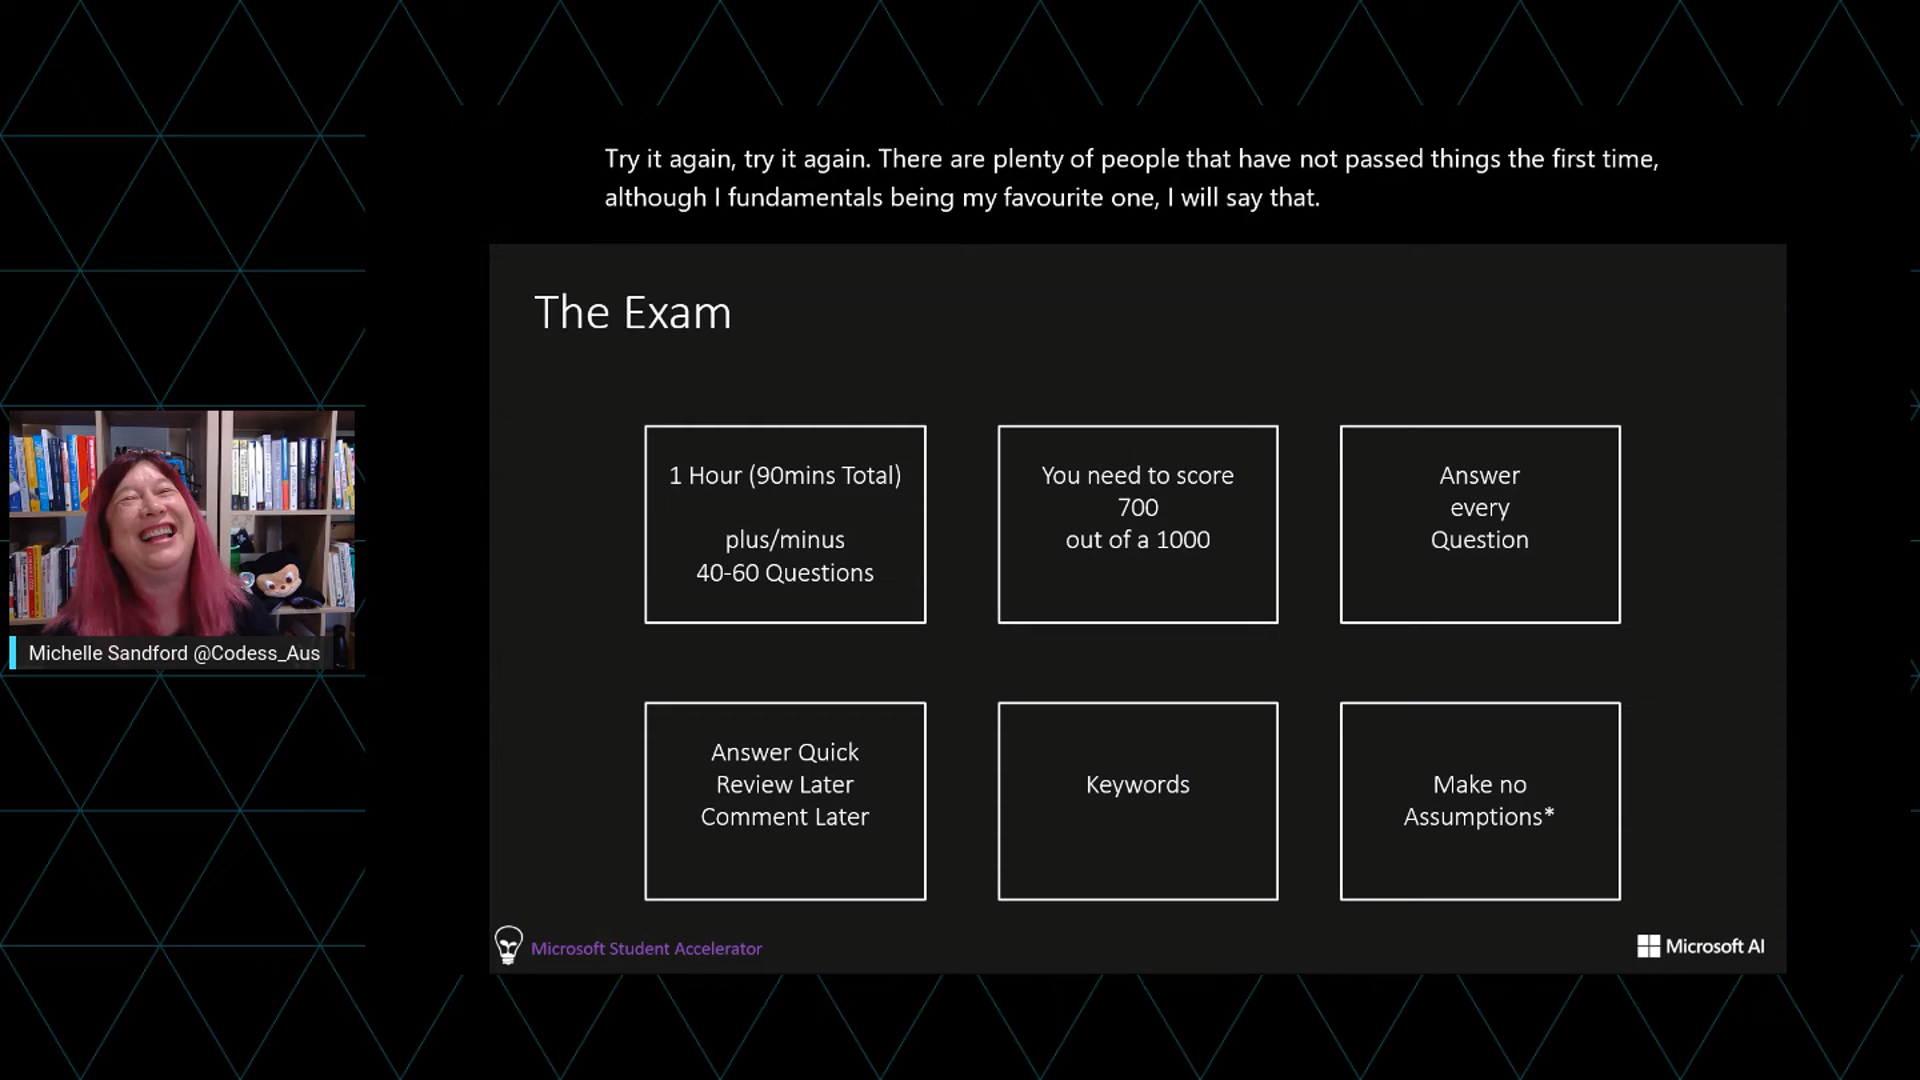 Try it again, try it again. There are plenty of people that have not passed things the first time,
although I fundamentals being my favourite one, I will say that.
The Exam
1 Hour (90mins Total)
plus/minus
40-60 Questions
You need to score
700
out of a 1000
Answer
every
Question
Answer Quick
Review Later
Comment Later
Keywords
Make no
Assumptions*
Michelle Sandford @Codess_Aus
Microsoft Student Accelerator
Microsoft AI